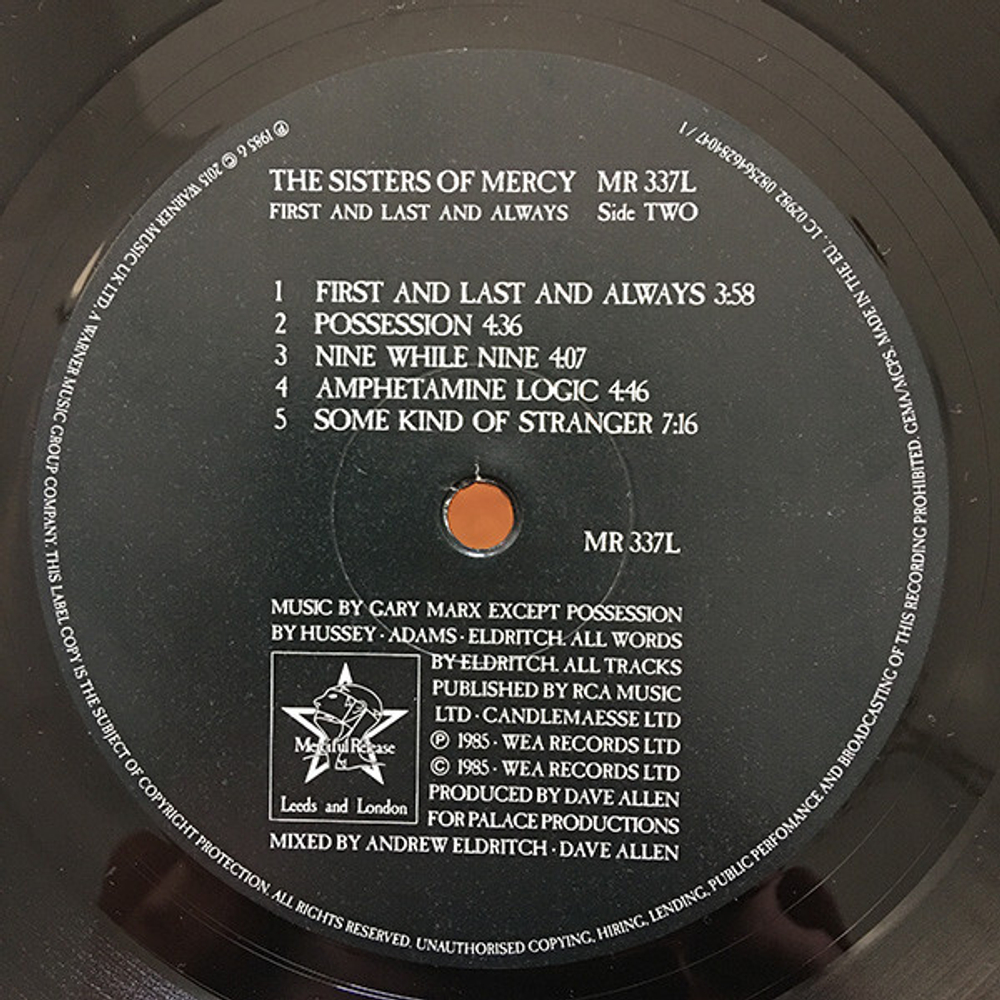 THE SISTERS OF MERCY MR 337L
FIRST AND LAST AND ALWAYS Side TWO
1 FIRST AND LAST AND ALWAYS 3:58
2 POSSESSION 4:36
3 NINE WHILE NINE 4:07
4 AMPHETAMINE LOGIC 4:46
5 SOME KIND OF STRANGER 7:16
MR 337L
MUSIC BY GARY MARX EXCEPT POSSESSION
BY HUSSEY · ADAMS · ELDRITCH. ALL WORDS
BY ELDRITCH. ALL TRACKS
PUBLISHED BY RCA MUSIC
LTD · CANDLEMAESSE LTD
℗ 1985 · WEA RECORDS LTD
© 1985 · WEA RECORDS LTD
PRODUCED BY DAVE ALLEN
FOR PALACE PRODUCTIONS
MIXED BY ANDREW ELDRITCH · DAVE ALLEN
Merciful Release
Leeds and London
℗ 1985 & © 2015 WARNER MUSIC UK LTD. A WARNER MUSIC GROUP COMPANY. THIS LABEL COPY IS THE SUBJECT OF COPYRIGHT PROTECTION. ALL RIGHTS RESERVED. UNAUTHORISED COPYING, HIRING, LENDING, PUBLIC PERFOMANCE AND BROADCASTING OF THIS RECORDING PROHIBITED. GEMA/MCPS. MADE IN THE EU. LC 02982 0825646284047 / 1